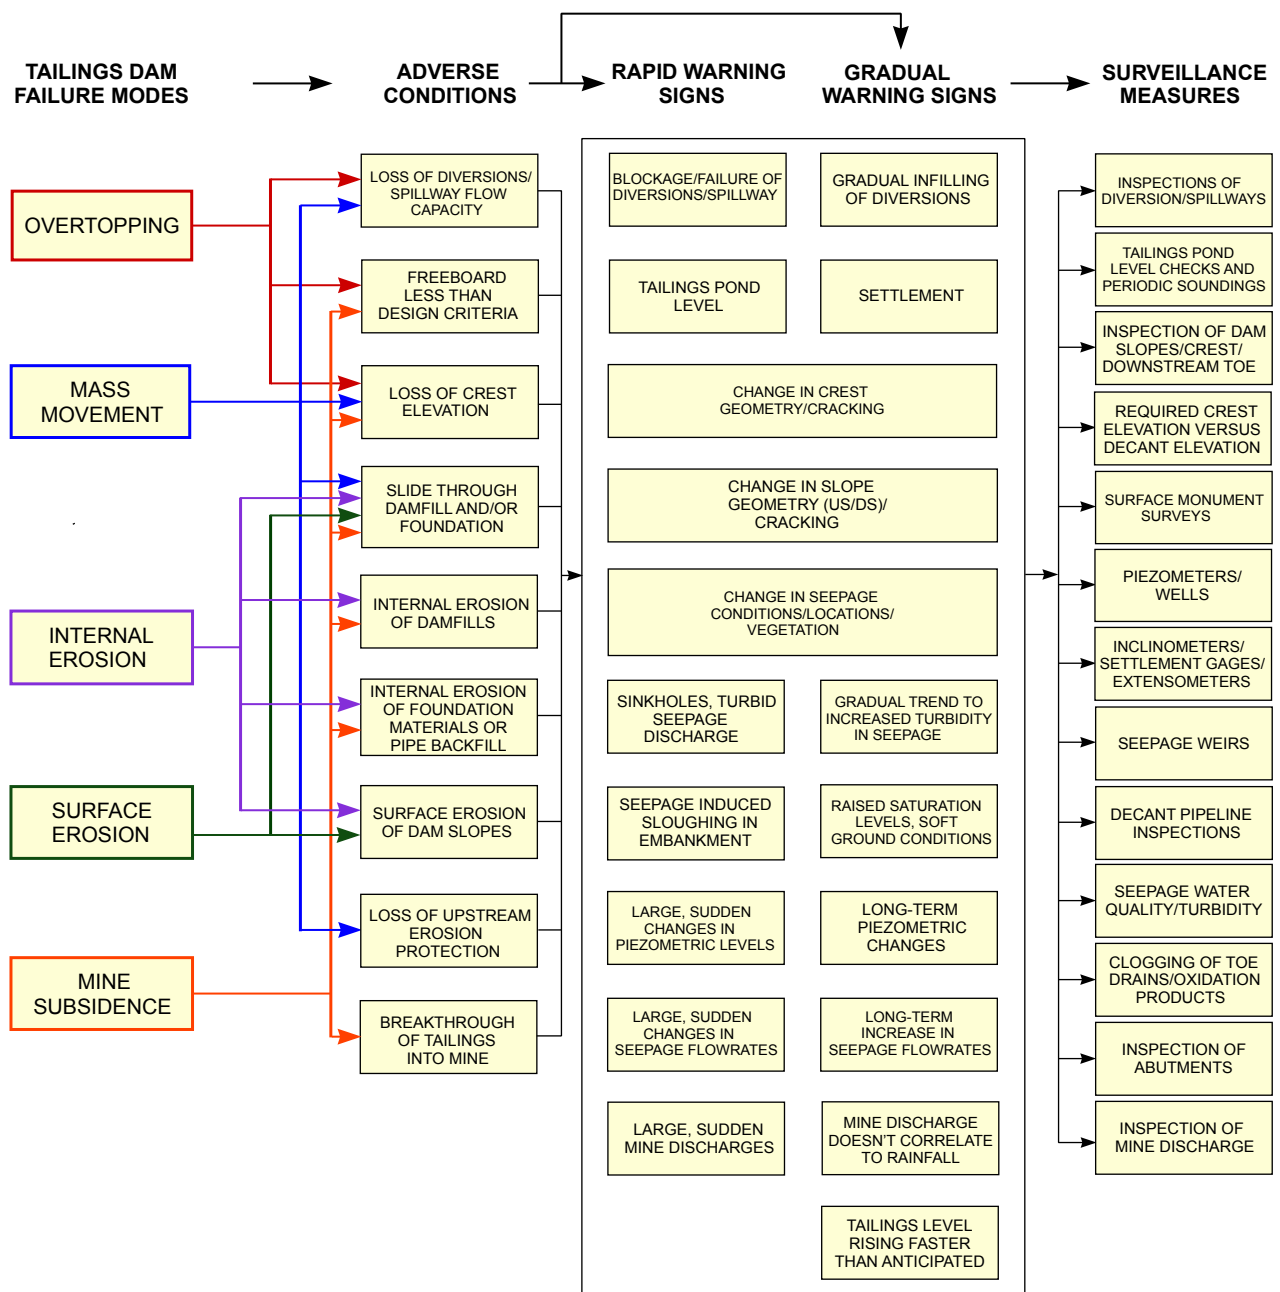 TAILINGS DAM
FAILURE MODES
ADVERSE
CONDITIONS
RAPID WARNING
SIGNS
GRADUAL
WARNING SIGNS
SURVEILLANCE
MEASURES
OVERTOPPING
MASS
MOVEMENT
INTERNAL
EROSION
SURFACE
EROSION
MINE
SUBSIDENCE
LOSS OF DIVERSIONS/
SPILLWAY FLOW
CAPACITY
FREEBOARD
LESS THAN
DESIGN CRITERIA
LOSS OF CREST
ELEVATION
SLIDE THROUGH
DAMFILL AND/OR
FOUNDATION
INTERNAL EROSION
OF DAMFILLS
INTERNAL EROSION
OF FOUNDATION
MATERIALS OR
PIPE BACKFILL
SURFACE EROSION
OF DAM SLOPES
LOSS OF UPSTREAM
EROSION
PROTECTION
BREAKTHROUGH
OF TAILINGS
INTO MINE
BLOCKAGE/FAILURE OF
DIVERSIONS/SPILLWAY
GRADUAL INFILLING
OF DIVERSIONS
TAILINGS POND
LEVEL
SETTLEMENT
CHANGE IN CREST
GEOMETRY/CRACKING
CHANGE IN SLOPE
GEOMETRY (US/DS)/
CRACKING
CHANGE IN SEEPAGE
CONDITIONS/LOCATIONS/
VEGETATION
SINKHOLES, TURBID
SEEPAGE
DISCHARGE
GRADUAL TREND TO
INCREASED TURBIDITY
IN SEEPAGE
SEEPAGE INDUCED
SLOUGHING IN
EMBANKMENT
RAISED SATURATION
LEVELS, SOFT
GROUND CONDITIONS
LARGE, SUDDEN
CHANGES IN
PIEZOMETRIC LEVELS
LONG-TERM
PIEZOMETRIC
CHANGES
LARGE, SUDDEN
CHANGES IN
SEEPAGE FLOWRATES
LONG-TERM
INCREASE IN
SEEPAGE FLOWRATES
LARGE, SUDDEN
MINE DISCHARGES
MINE DISCHARGE
DOESN'T CORRELATE
TO RAINFALL
TAILINGS LEVEL
RISING FASTER
THAN ANTICIPATED
INSPECTIONS OF
DIVERSION/SPILLWAYS
TAILINGS POND
LEVEL CHECKS AND
PERIODIC SOUNDINGS
INSPECTION OF DAM
SLOPES/CREST/
DOWNSTREAM TOE
REQUIRED CREST
ELEVATION VERSUS
DECANT ELEVATION
SURFACE MONUMENT
SURVEYS
PIEZOMETERS/
WELLS
INCLINOMETERS/
SETTLEMENT GAGES/
EXTENSOMETERS
SEEPAGE WEIRS
DECANT PIPELINE
INSPECTIONS
SEEPAGE WATER
QUALITY/TURBIDITY
CLOGGING OF TOE
DRAINS/OXIDATION
PRODUCTS
INSPECTION OF
ABUTMENTS
INSPECTION OF
MINE DISCHARGE